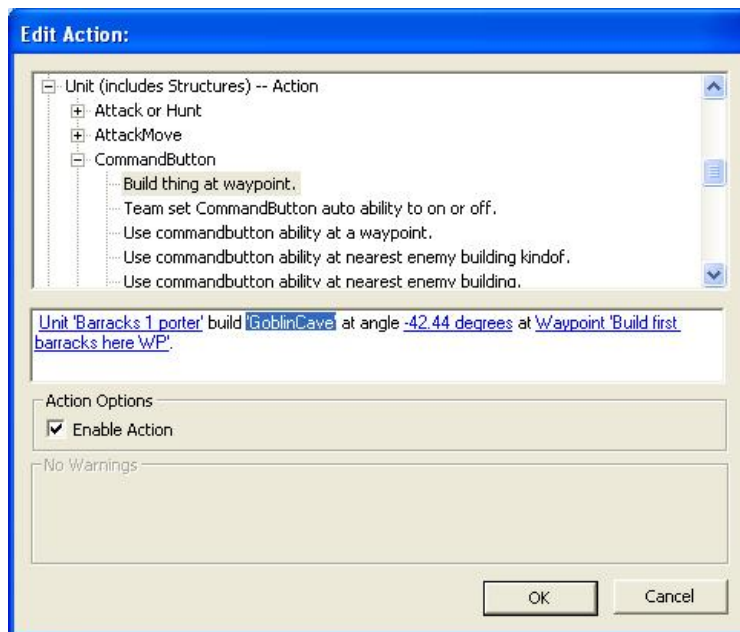 Edit Action:
Unit (includes Structures) -- Action
Attack or Hunt
AttackMove
CommandButton
Build thing at waypoint.
Team set CommandButton auto ability to on or off.
Use commandbutton ability at a waypoint.
Use commandbutton ability at nearest enemy building kindof.
Use commandbutton ability at nearest enemy building.
Unit 'Barracks 1 porter' build 'GoblinCave' at angle -42.44 degrees at Waypoint 'Build first
barracks here WP'.
Action Options
Enable Action
No Warnings
OK
Cancel